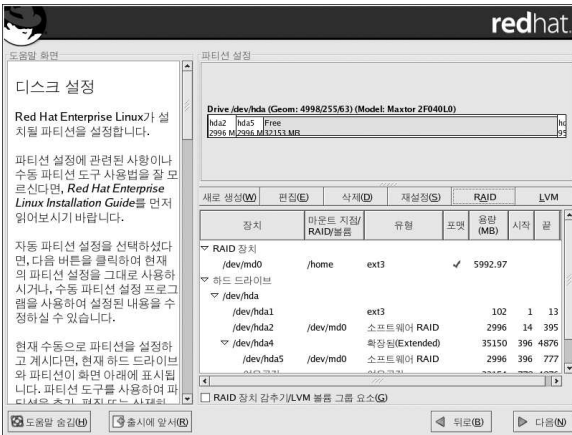 redhat.
도움말 화면
디스크 설정
Red Hat Enterprise Linux가 설
치될 파티션을 설정합니다.
파티션 설정에 관련된 사항이나
수동 파티션 도구 사용법을 잘 모
르신다면, Red Hat Enterprise
Linux Installation Guide를 먼저
읽어보시기 바랍니다.
자동 파티션 설정을 선택하셨다
면, 다음 버튼을 클릭하여 현재
의 파티션 설정을 그대로 사용하
시거나, 수동 파티션 설정 프로그
램을 사용하여 설정된 내용을 수
정하실 수 있습니다.
현재 수동으로 파티션을 설정하
고 계시다면, 현재 하드 드라이브
와 파티션이 화면 아래에 표시됩
니다. 파티션 도구를 사용하여 파
파티션 설정
Drive /dev/hda (Geom: 4998/255/63) (Model: Maxtor 2F040L0)
hda2 hda5 Free
2996 M 2996 M 32153 MB
새로 생성(W) 편집(E) 삭제(D) 재설정(S) RAID LVM
장치 마운트 지점/RAID/볼륨 유형 포맷 용량(MB) 시작 끝
RAID 장치
/dev/md0 /home ext3 ✓ 5992.97
하드 드라이브
/dev/hda
/dev/hda1 ext3 102 1 13
/dev/hda2 /dev/md0 소프트웨어 RAID 2996 14 395
/dev/hda4 확장됨(Extended) 35150 396 4876
/dev/hda5 /dev/md0 소프트웨어 RAID 2996 396 777
RAID 장치 감추기/LVM 볼륨 그룹 요소(G)
도움말 숨김(H) 출시에 앞서(R) 뒤로(B) 다음(N)